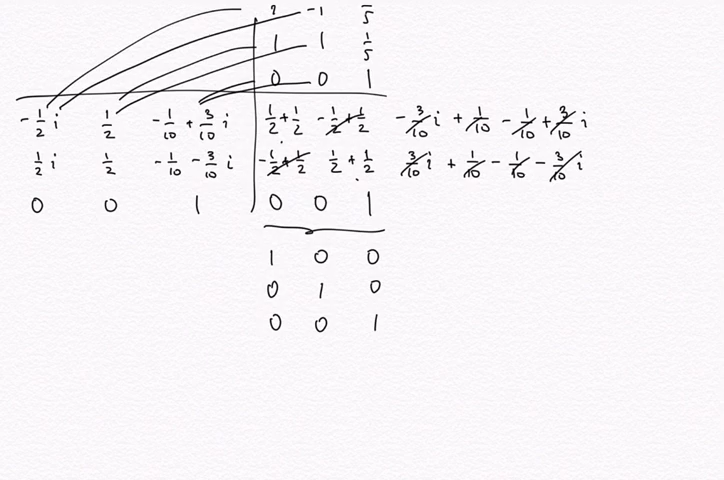 -1 1/5
1 1 1/5
0 0 1
-1/2 i 1/2 -1/10 + 3/10 i 1/2 + 1/2 -1/2 + 1/2 -3/10 i + 1/10 - 1/10 + 3/10 i
1/2 i 1/2 -1/10 - 3/10 i -1/2 + 1/2 1/2 + 1/2 3/10 i + 1/10 - 1/10 - 3/10 i
0 0 1 0 0 1
1 0 0
0 1 0
0 0 1